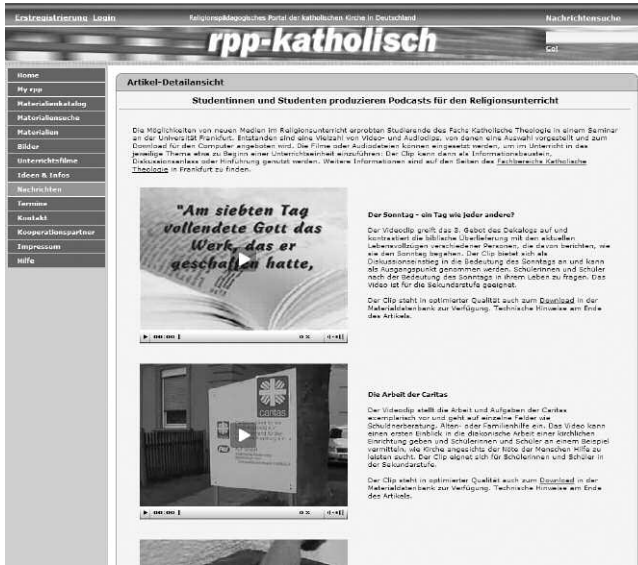 Erstregistrierung Login
Religionspädagogisches Portal der katholischen Kirche in Deutschland
Nachrichtensuche
rpp-katholisch
Go!
Home
My rpp
Materialienkatalog
Materialiensuche
Materialien
Bilder
Unterrichtsfilme
Ideen & Infos
Nachrichten
Termine
Kontakt
Kooperationspartner
Impressum
Hilfe
Artikel-Detailansicht
Studentinnen und Studenten produzieren Podcasts für den Religionsunterricht
Die Möglichkeiten von neuen Medien im Religionsunterricht erprobten Studierende des Fachs Katholische Theologie in einem Seminar
an der Universität Frankfurt. Entstanden sind eine Vielzahl von Video- und Audioclips, von denen eine Auswahl vorgestellt und zum
Download für den Computer angeboten wird. Die Filme oder Audiodateien können eingesetzt werden, um im Unterricht in das
jeweilige Thema etwa zu Beginn einer Unterrichtseinheit einzuführen: Der Clip kann dann als Informationsbaustein,
Diskussionsanlass oder Hinführung genutzt werden. Weitere Informationen sind auf den Seiten des Fachbereichs Katholische
Theologie in Frankfurt zu finden.
"Am siebten Tag
vollendete Gott das
Werk, das er
geschaffen hatte,
00:00
Der Sonntag - ein Tag wie jeder andere?
Der Videoclip greift das 3. Gebot des Dekalogs auf und
kontrastiert die biblische Überlieferung mit den aktuellen
Lebensvollzügen verschiedener Personen, die davon berichten, wie
sie den Sonntag begehen. Der Clip bietet sich als
Diskussionseinstieg in die Bedeutung des Sonntags an und kann
als Ausgangspunkt genommen werden, Schülerinnen und Schüler
nach der Bedeutung des Sonntags in ihrem Leben zu fragen. Das
Video ist für die Sekundarstufe geeignet.
Der Clip steht in optimierter Qualität auch zum Download in der
Materialdatenbank zur Verfügung. Technische Hinweise am Ende
des Artikels.
caritas
00:00
Die Arbeit der Caritas
Der Videoclip stellt die Arbeit und Aufgaben der Caritas
exemplarisch vor und geht auf einzelne Felder wie
Schuldnerberatung, Alten- oder Familienhilfe ein. Das Video kann
einen ersten Einblick in die diakonische Arbeit einer kirchlichen
Einrichtung geben und Schülerinnen und Schüler an einem Beispiel
vermitteln, wie Kirche angesichts der Nöte der Menschen Hilfe zu
leisten sucht. Der Clip eignet sich für Schülerinnen und Schüler in
der Sekundarstufe.
Der Clip steht in optimierter Qualität auch zum Download in der
Materialdatenbank zur Verfügung. Technische Hinweise am Ende
des Artikels.